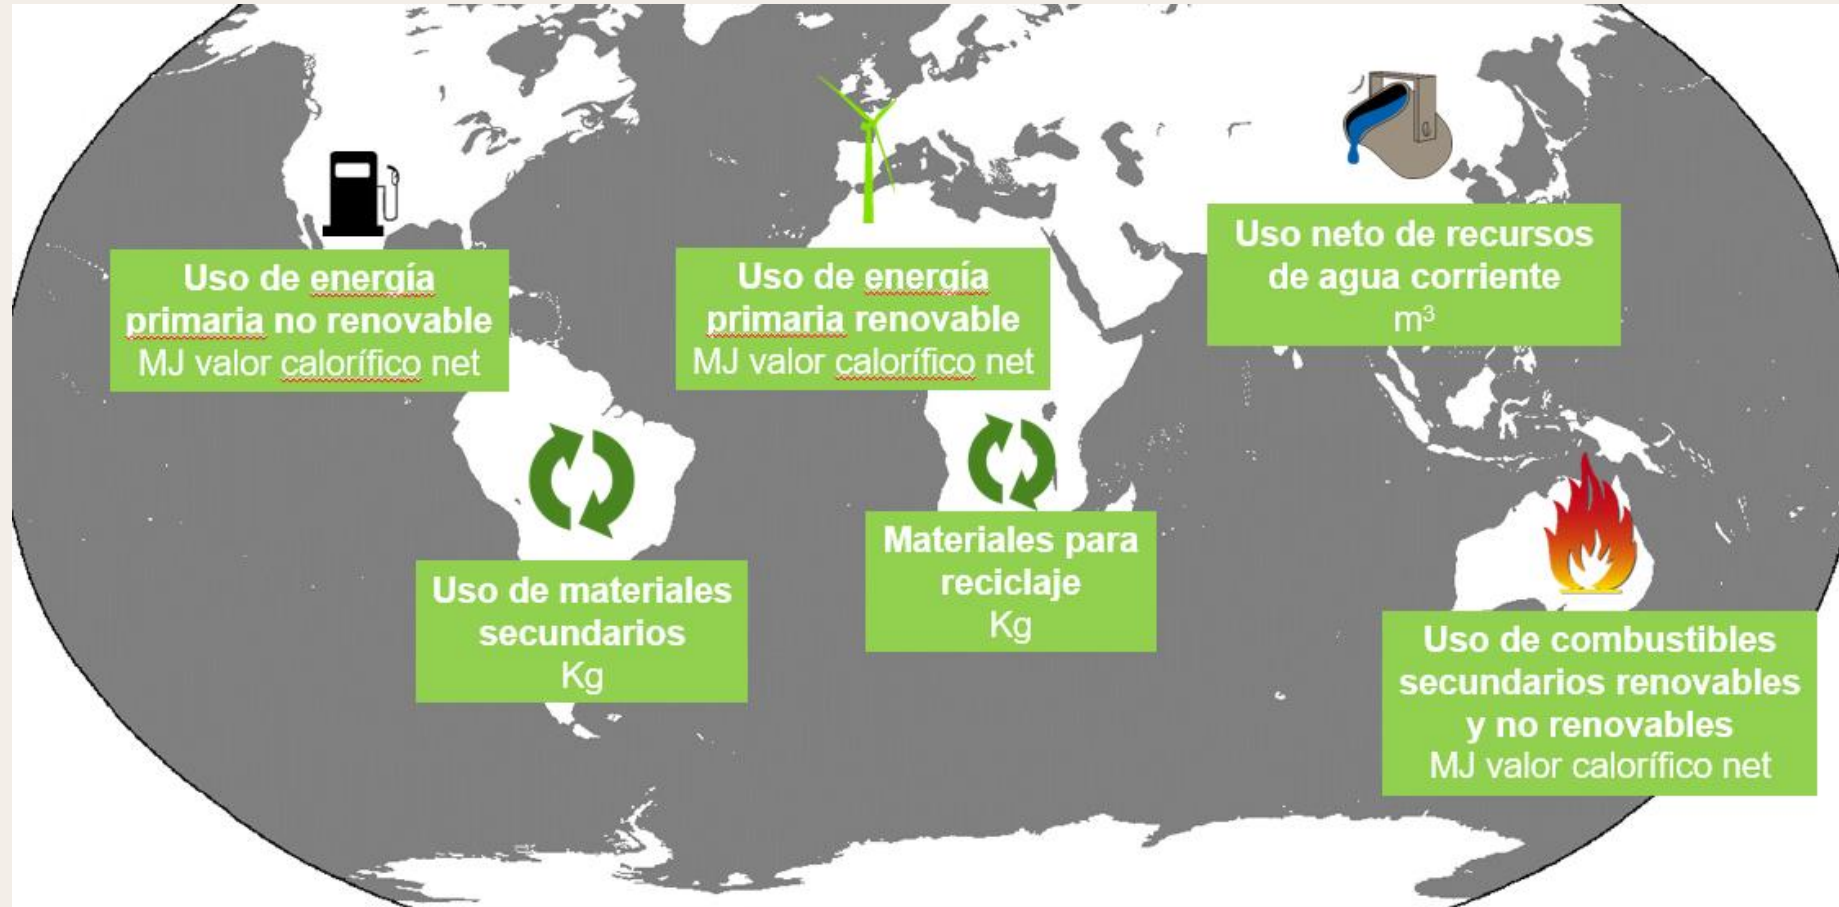 Uso de energía
primaria no renovable
MJ valor calorífico net
Uso de energía
primaria renovable
MJ valor calorífico net
Uso neto de recursos
de agua corriente
m³
Uso de materiales
secundarios
Kg
Materiales para
reciclaje
Kg
Uso de combustibles
secundarios renovables
y no renovables
MJ valor calorífico net